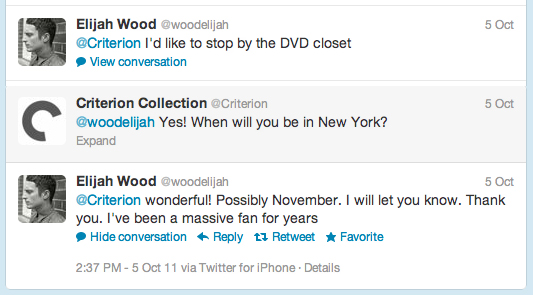 Elijah Wood @woodelijah 5 Oct
@Criterion I'd like to stop by the DVD closet
View conversation
Criterion Collection @Criterion 5 Oct
@woodelijah Yes! When will you be in New York?
Expand
Elijah Wood @woodelijah 5 Oct
@Criterion wonderful! Possibly November. I will let you know. Thank
you. I've been a massive fan for years
Hide conversation Reply Retweet Favorite
2:37 PM - 5 Oct 11 via Twitter for iPhone · Details